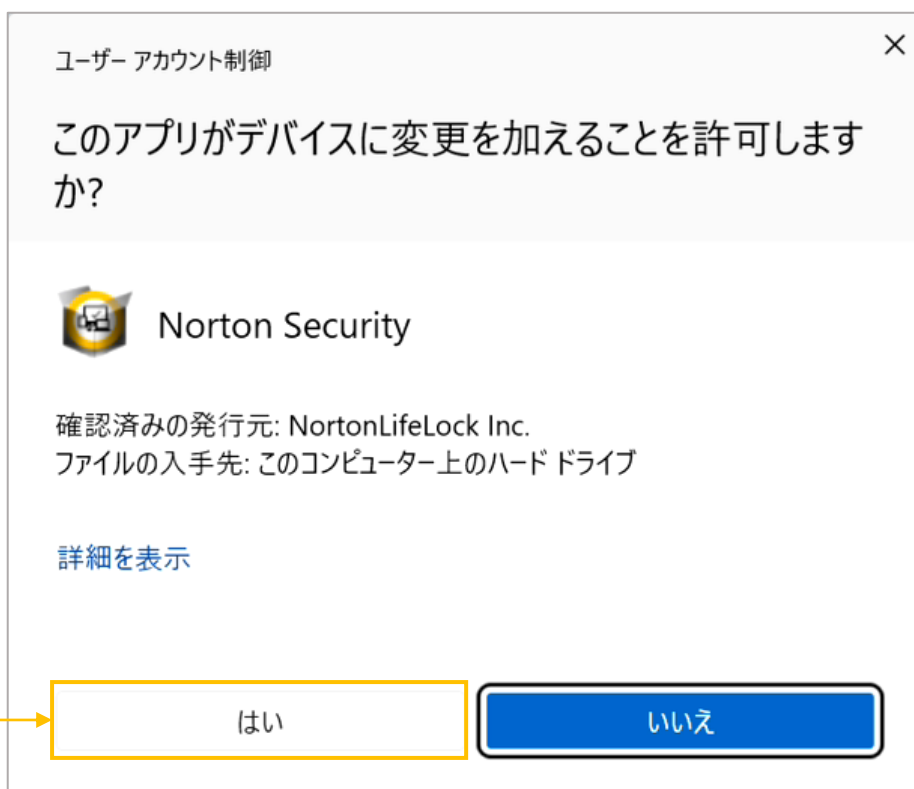 ユーザー アカウント制御
このアプリがデバイスに変更を加えることを許可します
か?
Norton Security
確認済みの発行元: NortonLifeLock Inc.
ファイルの入手先: このコンピューター上のハード ドライブ
詳細を表示
はい
いいえ